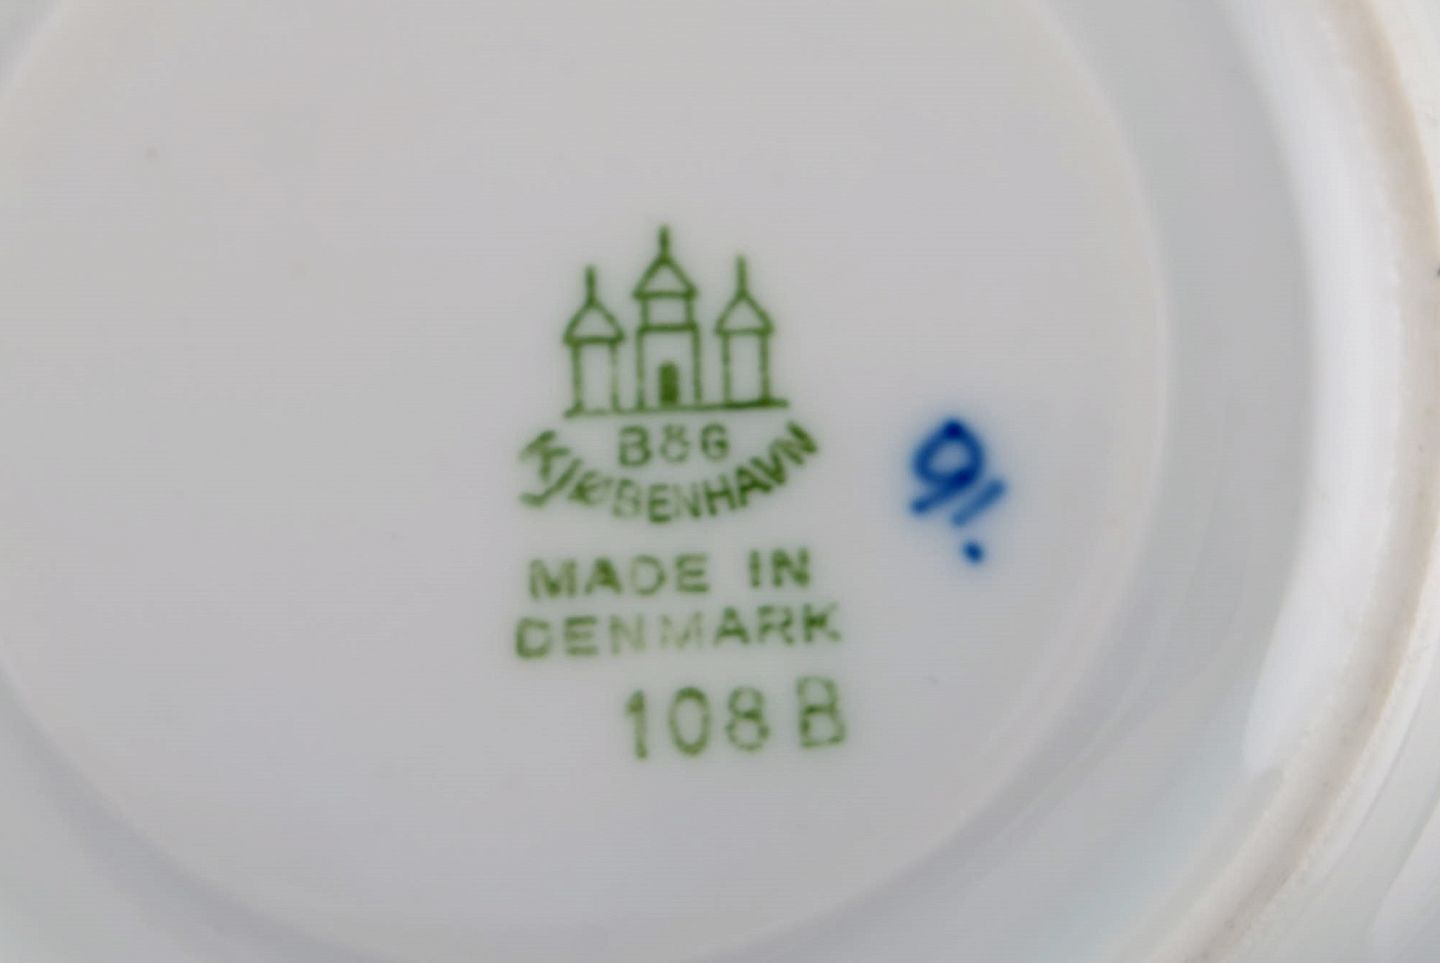 B&G
KJØBENHAVN
MADE IN
DENMARK
108 B